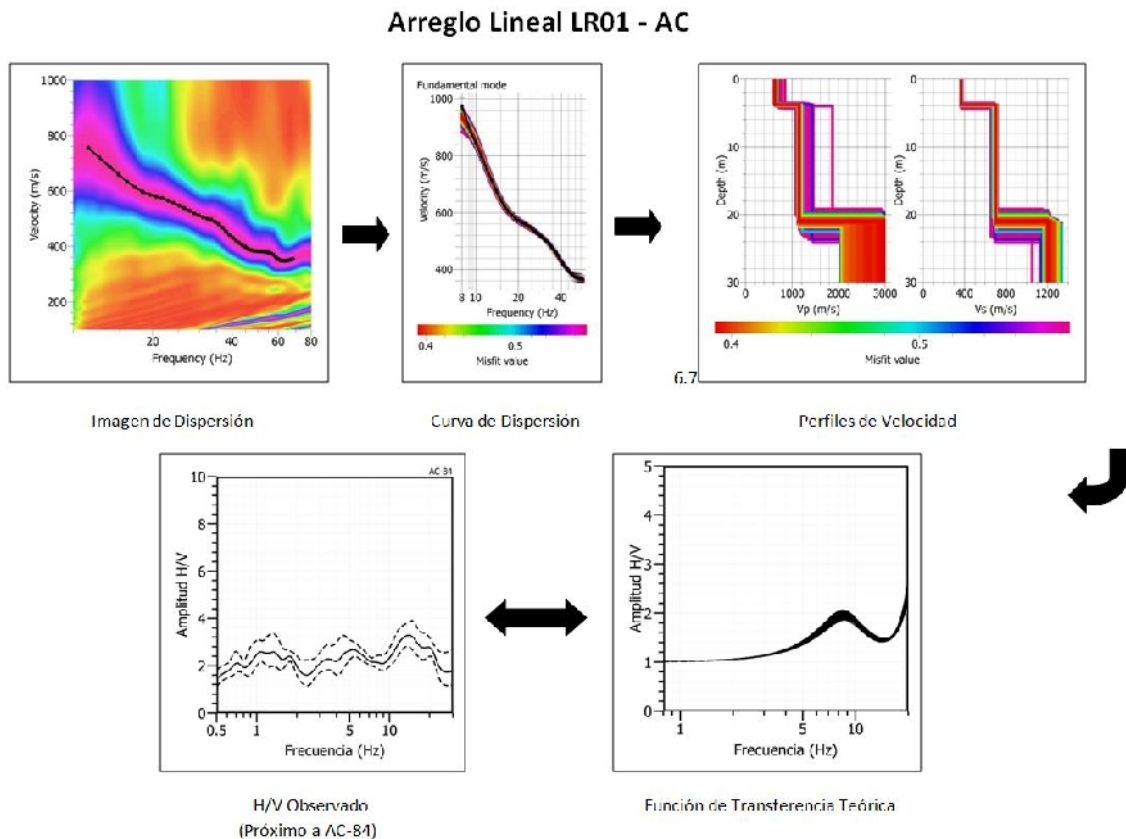 Arreglo Lineal LR01 - AC
1000
800
600
400
200
Velocity (m/s)
20
40
60
80
Frequency (Hz)
Imagen de Dispersión
Fundamental mode
1000
800
600
400
Velocity (m/s)
8
10
20
40
Frequency (Hz)
0.4
0.5
Misfit value
Curva de Dispersión
0
10
20
30
Depth (m)
0
1000
2000
3000
Vp (m/s)
0
10
20
30
Depth (m)
0
400
800
1200
Vs (m/s)
0.4
0.5
Misfit value
6.7
Perfiles de Velocidad
AC-84
10
8
6
4
2
0
Amplitud H/V
0.5
1
5
10
Frecuencia (Hz)
H/V Observado
(Próximo a AC-84)
5
4
3
2
1
0
Amplitud H/V
1
5
10
Frecuencia (Hz)
Función de Transferencia Teórica